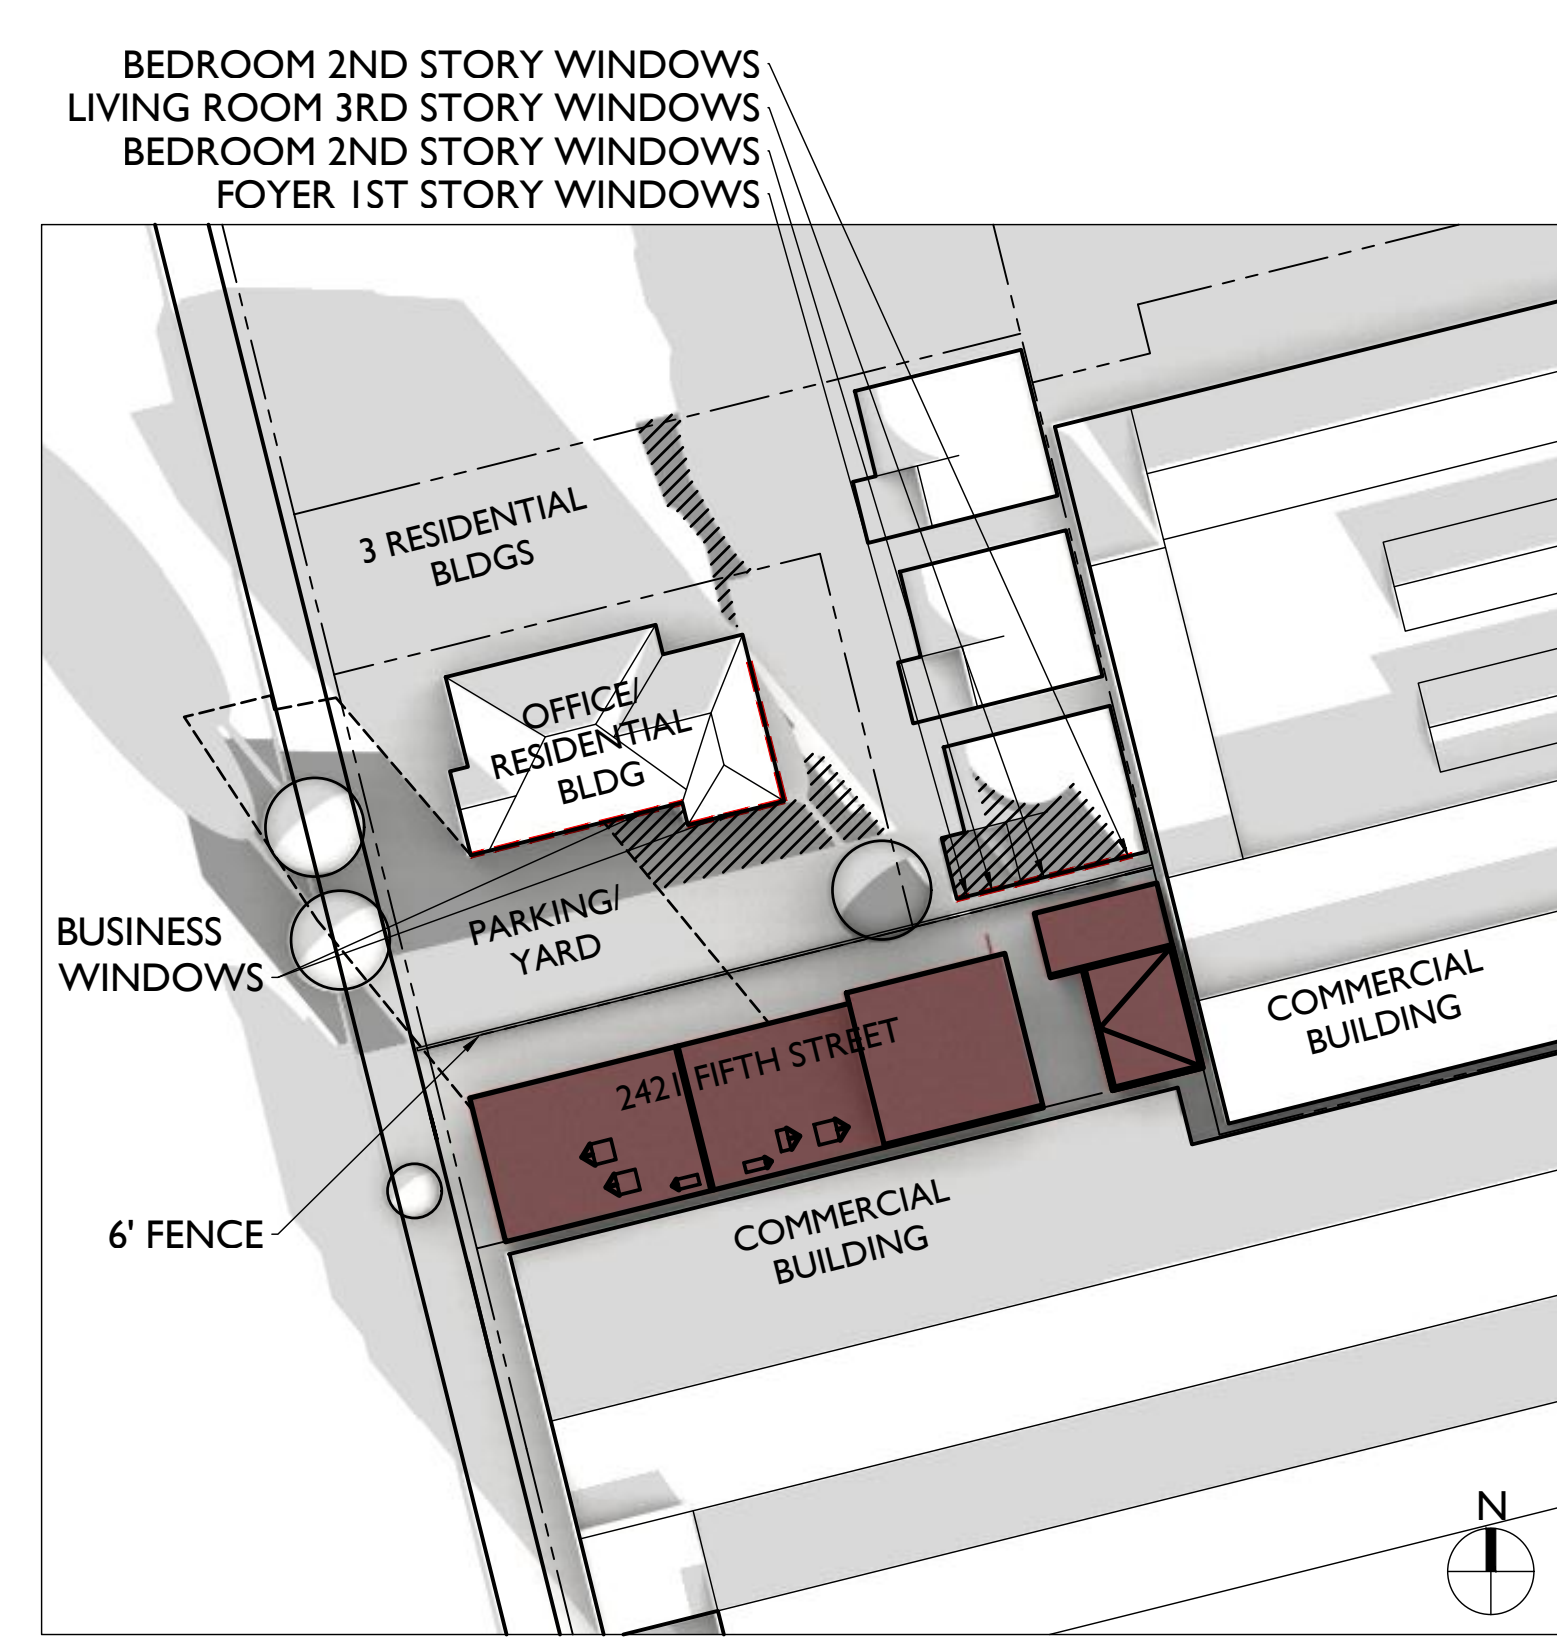 BEDROOM 2ND STORY WINDOWS
LIVING ROOM 3RD STORY WINDOWS
BEDROOM 2ND STORY WINDOWS
FOYER 1ST STORY WINDOWS
3 RESIDENTIAL
BLDGS
OFFICE/
RESIDENTIAL
BLDG
PARKING/
YARD
BUSINESS
WINDOWS
2421 FIFTH STREET
COMMERCIAL
BUILDING
6' FENCE
COMMERCIAL
BUILDING
N